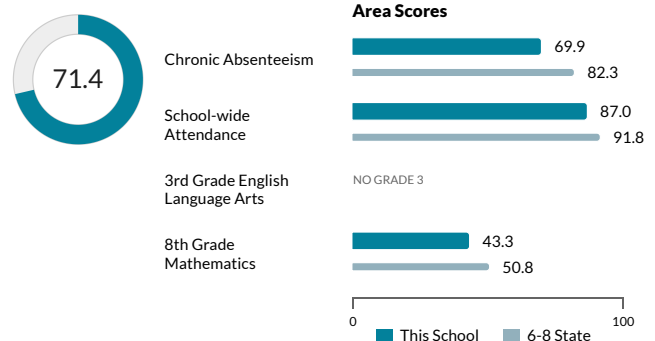 Area Scores
71.4
Chronic Absenteeism
69.9
82.3
School-wide
Attendance
87.0
91.8
3rd Grade English
Language Arts
NO GRADE 3
8th Grade
Mathematics
43.3
50.8
0
100
This School
6-8 State